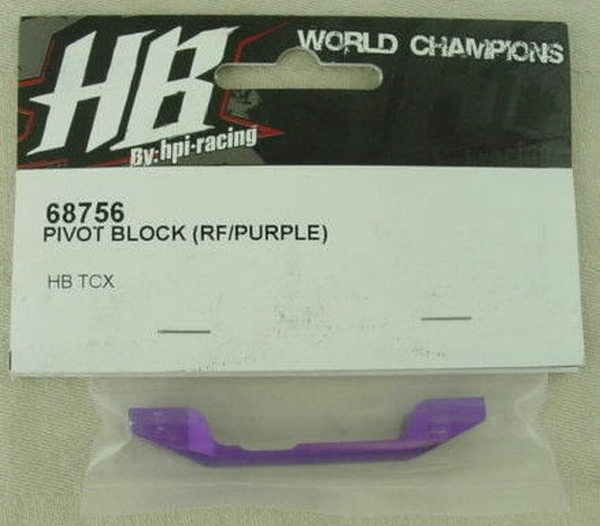 HB
WORLD CHAMPIONS
By:hpi-racing
68756
PIVOT BLOCK (RF/PURPLE)
HB TCX